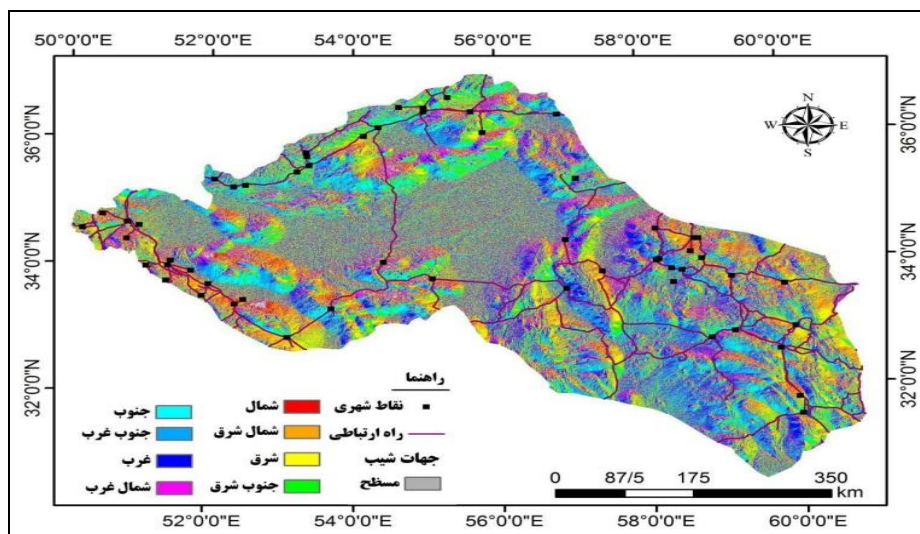 50°0'0"E 52°0'0"E 54°0'0"E 56°0'0"E 58°0'0"E 60°0'0"E
36°0'0"N
34°0'0"N
32°0'0"N
N
W E
S
36°0'0"N
34°0'0"N
32°0'0"N
راهنما
نقاط شهری
راه ارتباطی
جهات شیب
مسطح
شمال
شمال شرق
شرق
جنوب شرق
جنوب
جنوب غرب
غرب
شمال غرب
0 87/5 175 350
km
52°0'0"E 54°0'0"E 56°0'0"E 58°0'0"E 60°0'0"E